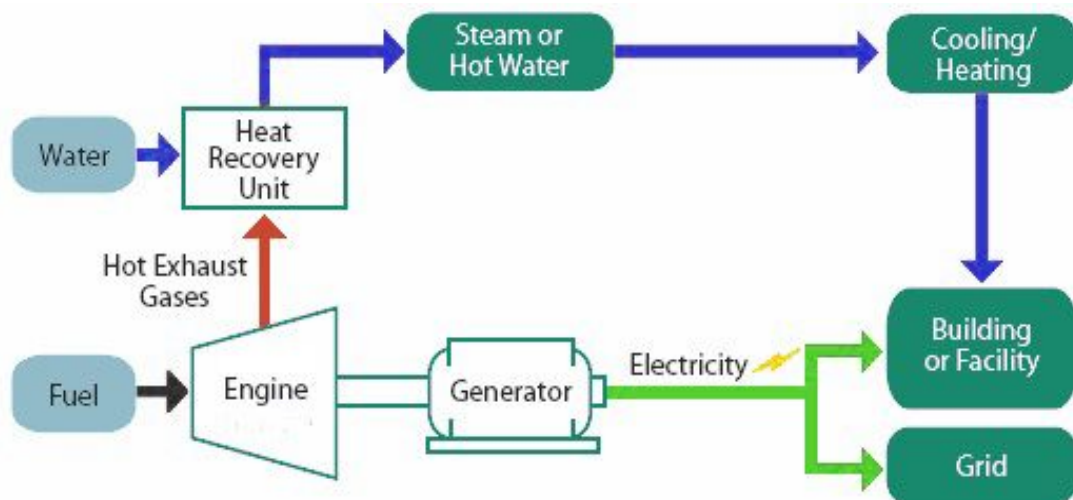 Steam or
Hot Water
Cooling/
Heating
Water
Heat
Recovery
Unit
Hot Exhaust
Gases
Building
or Facility
Electricity
Fuel
Engine
Generator
Grid